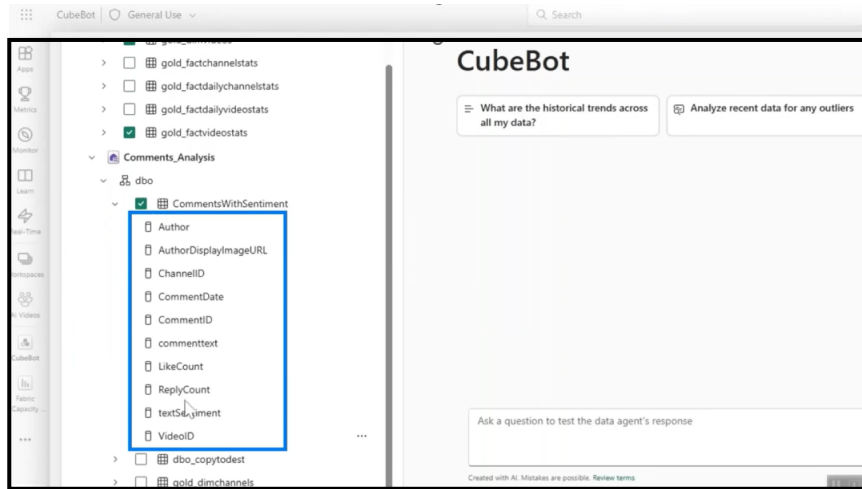 CubeBot General Use
Search
Apps
Metrics
Monitor
Learn
Real-Time
Workspaces
AI Videos
CubeBot
Fabric
Capacity ...
gold_factchannelstats
gold_factdailychannelstats
gold_factdailyvideostats
gold_factvideostats
Comments_Analysis
dbo
CommentsWithSentiment
Author
AuthorDisplayImageURL
ChannelID
CommentDate
CommentID
commenttext
LikeCount
ReplyCount
textSentiment
VideoID
dbo_copytodest
gold_dimchannels
CubeBot
What are the historical trends across
all my data?
Analyze recent data for any outliers
Ask a question to test the data agent's response
Created with AI. Mistakes are possible. Review terms